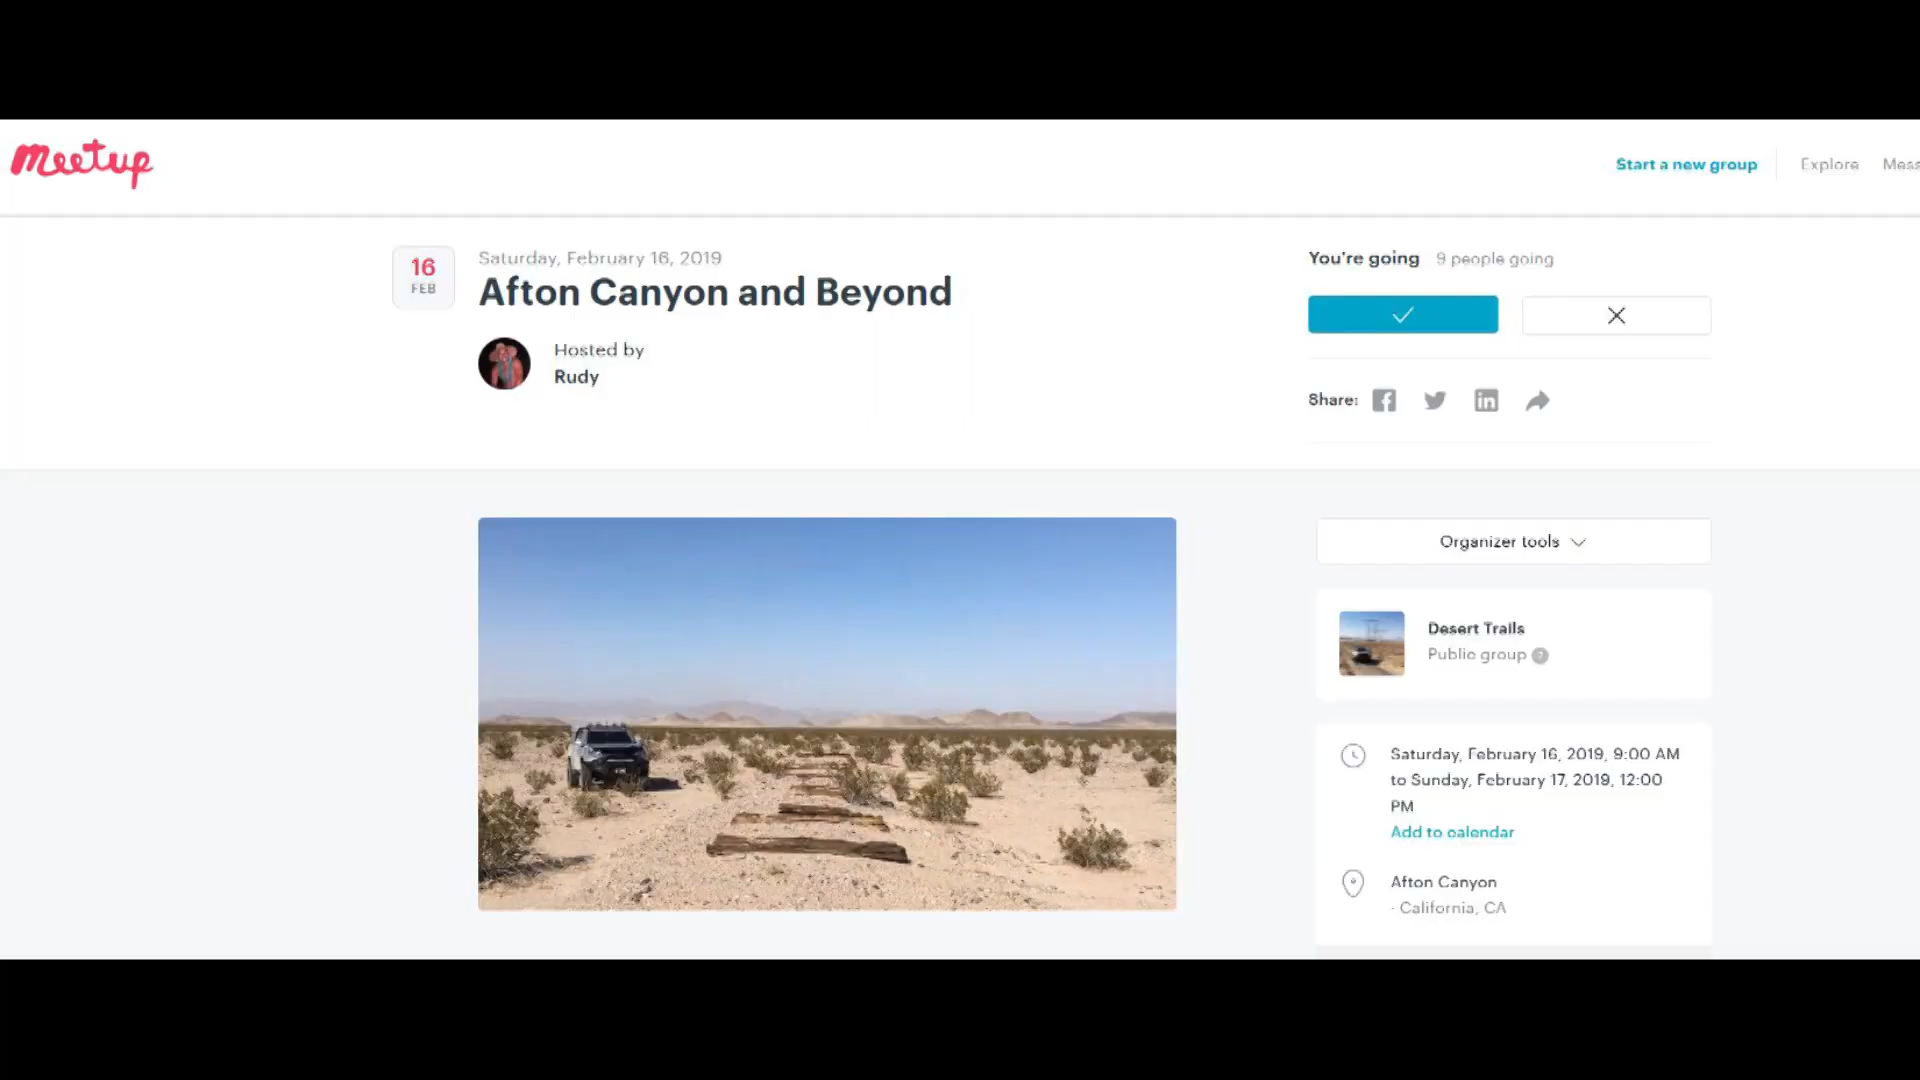 Meetup
Start a new group
Explore
Mess
16
FEB
Saturday, February 16, 2019
Afton Canyon and Beyond
Hosted by
Rudy
You're going 9 people going
Share:
Organizer tools
Desert Trails
Public group ?
Saturday, February 16, 2019, 9:00 AM
to Sunday, February 17, 2019, 12:00
PM
Add to calendar
Afton Canyon
· California, CA